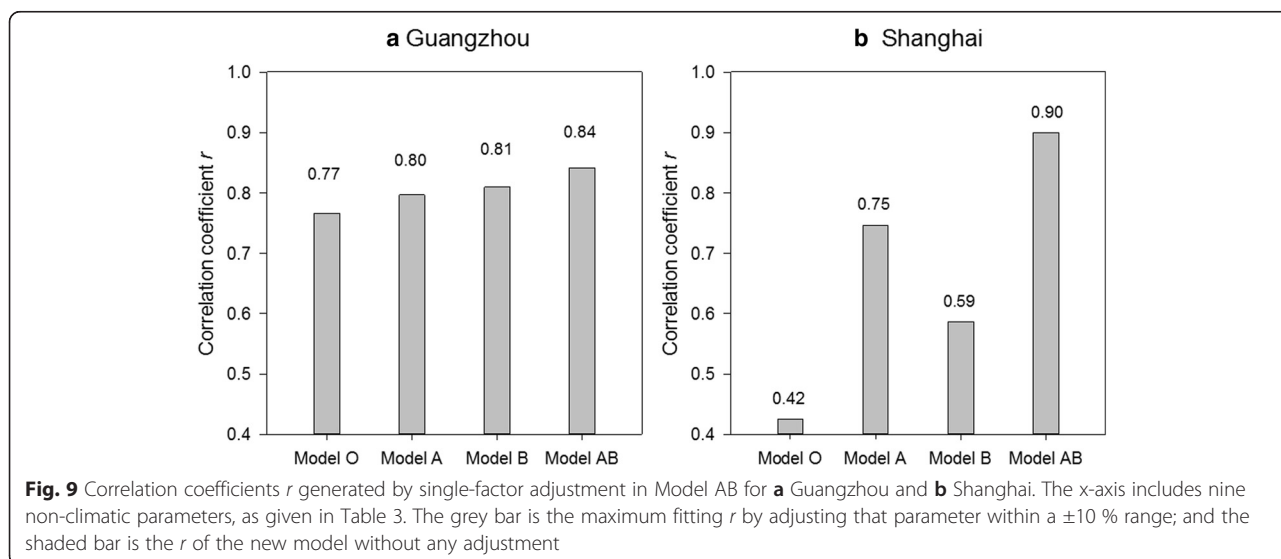 a Guangzhou
1.0
0.9
0.8
0.7
0.6
0.5
0.4
Correlation coefficient r
0.77
0.80
0.81
0.84
Model O
Model A
Model B
Model AB
b Shanghai
1.0
0.9
0.8
0.7
0.6
0.5
0.4
Correlation coefficient r
0.42
0.75
0.59
0.90
Model O
Model A
Model B
Model AB
Fig. 9 Correlation coefficients r generated by single-factor adjustment in Model AB for a Guangzhou and b Shanghai. The x-axis includes nine
non-climatic parameters, as given in Table 3. The grey bar is the maximum fitting r by adjusting that parameter within a ±10 % range; and the
shaded bar is the r of the new model without any adjustment